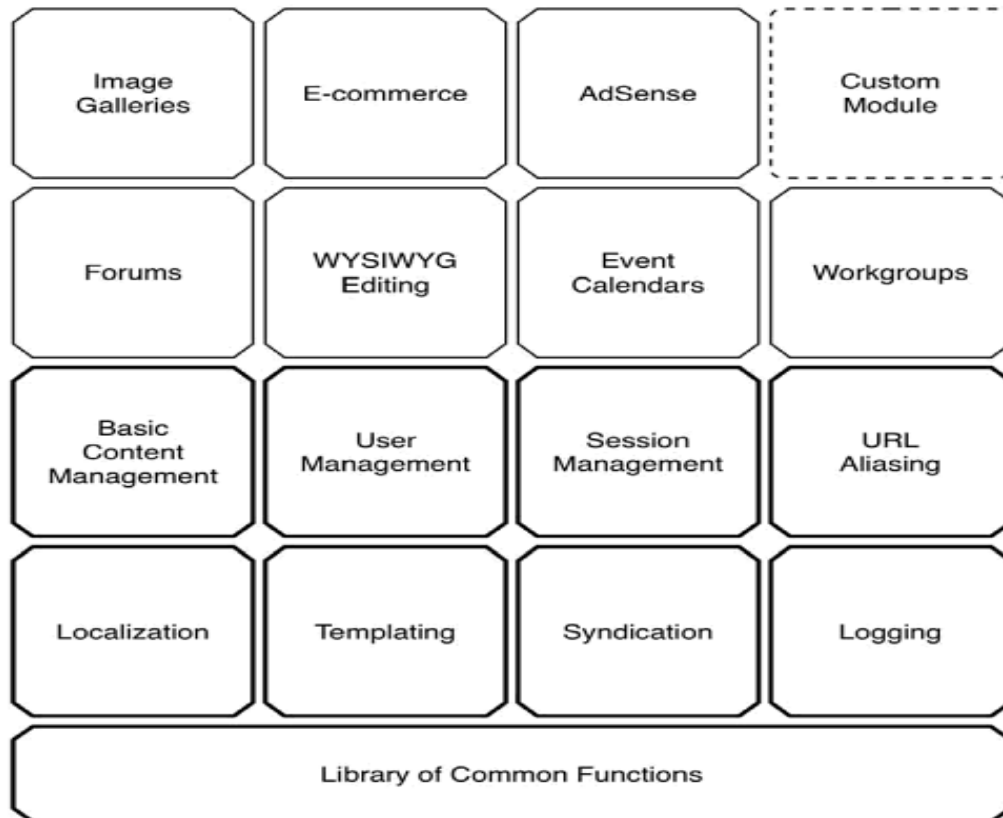 Image
Galleries
E-commerce
AdSense
Custom
Module
Forums
WYSIWYG
Editing
Event
Calendars
Workgroups
Basic
Content
Management
User
Management
Session
Management
URL
Aliasing
Localization
Templating
Syndication
Logging
Library of Common Functions